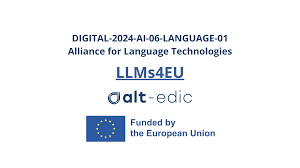 DIGITAL-2024-AI-06-LANGUAGE-01
Alliance for Language Technologies
LLMs4EU
alt-edic
Funded by
the European Union